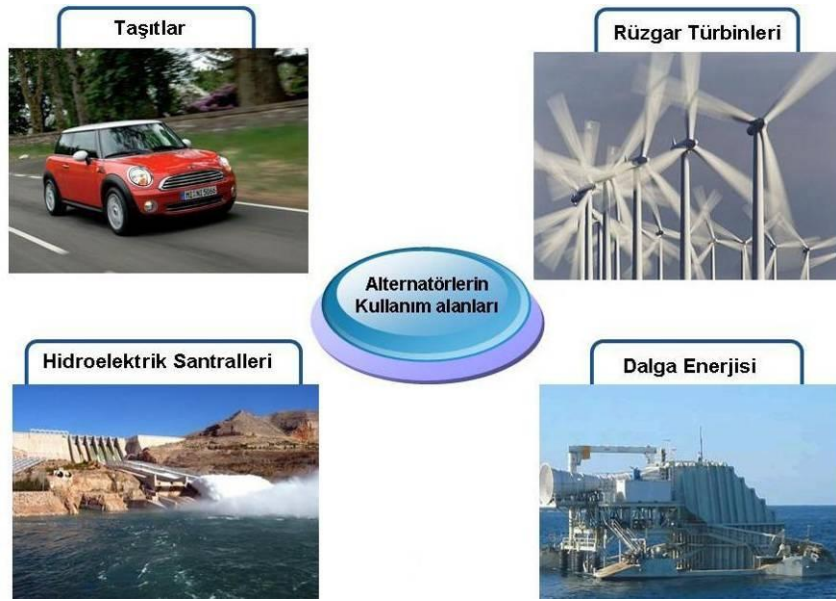 Taşıtlar
Rüzgar Türbinleri
Alternatörlerin
Kullanım alanları
Hidroelektrik Santralleri
Dalga Enerjisi